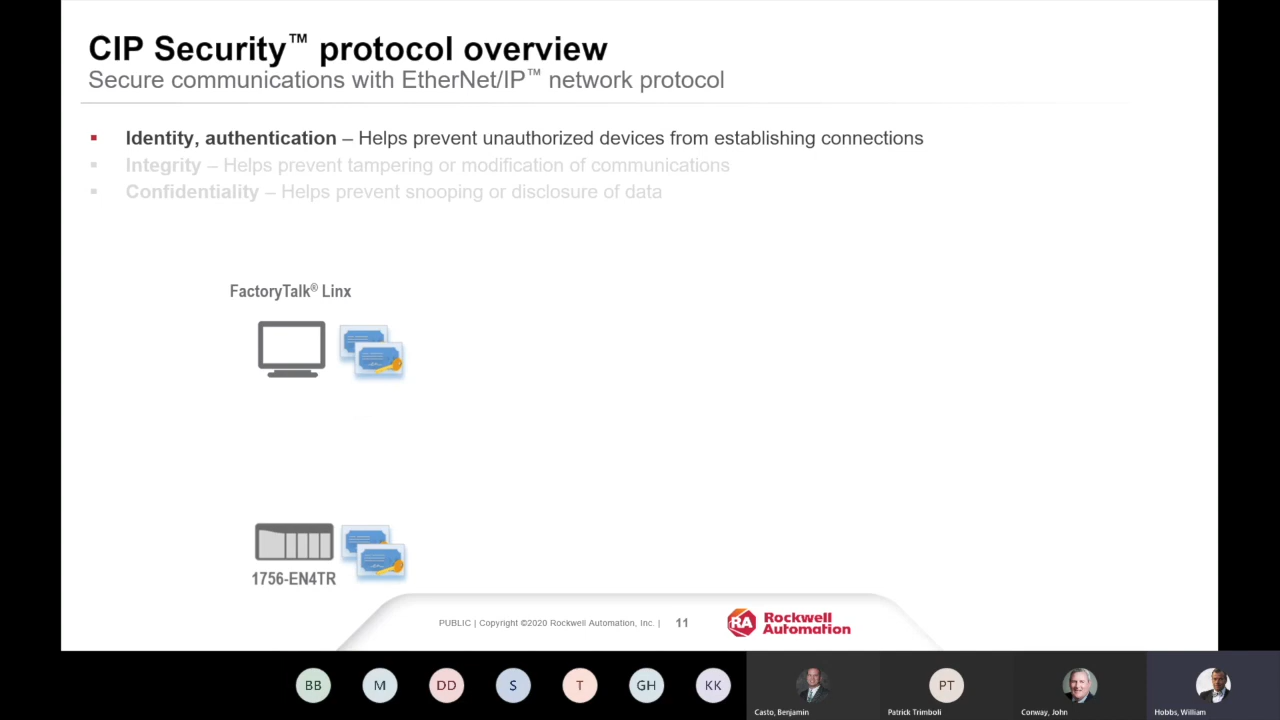 CIP Security™ protocol overview
Secure communications with EtherNet/IP™ network protocol
Identity, authentication – Helps prevent unauthorized devices from establishing connections
Integrity – Helps prevent tampering or modification of communications
Confidentiality – Helps prevent snooping or disclosure of data
FactoryTalk® Linx
1756-EN4TR
PUBLIC | Copyright ©2020 Rockwell Automation, Inc. | 11
RA Rockwell
Automation
BB M DD S T GH KK PT
Casto, Benjamin Patrick Trimboli Conway, John Hobbs, William